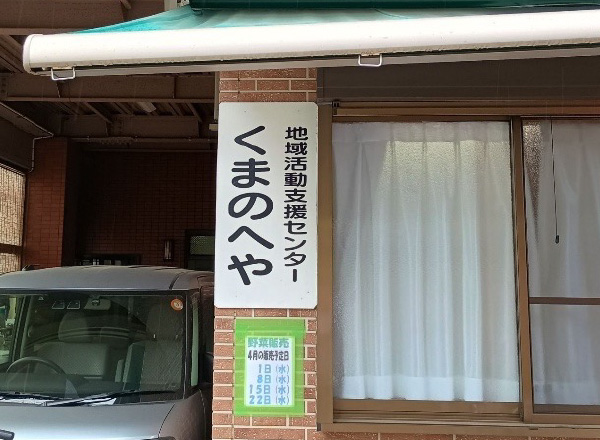 地域活動支援センター
くまのへや
野菜販売
4月の販売予定日
1日(水)
8日(水)
15日(水)
22日(水)